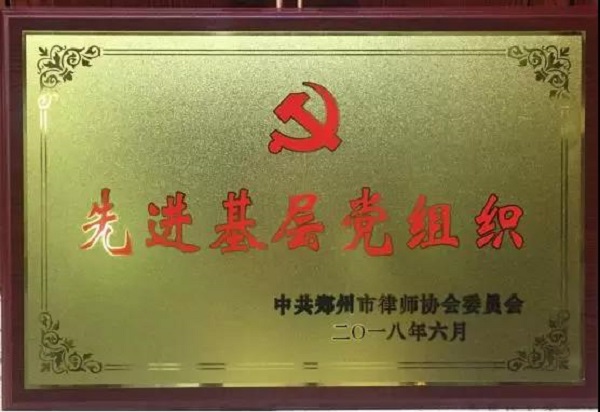 先进基层党组织
中共郑州市律师协会委员会
二〇一八年六月